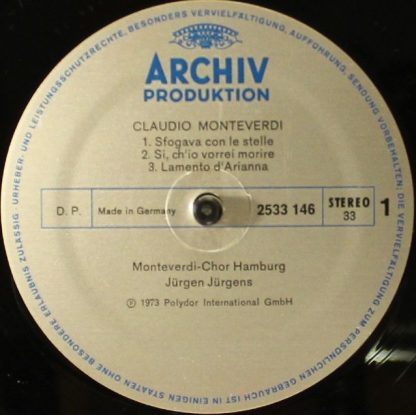 ARCHIV
PRODUKTION
CLAUDIO MONTEVERDI
1. Sfogava con le stelle
2. Si, ch'io vorrei morire
3. Lamento d'Arianna
D. P. Made in Germany 2533 146 STEREO 33 1
Monteverdi-Chor Hamburg
Jürgen Jürgens
℗ 1973 Polydor International GmbH
URHEBER- UND LEISTUNGSSCHUTZRECHTE, BESONDERES VERVIELFÄLTIGUNG, AUFFÜHRUNG, SENDUNG VORBEHALTEN. DIE VERVIELFÄLTIGUNG ZUM PERSÖNLICHEN GEBRAUCH IST IN EINIGEN STAATEN OHNE BESONDERE ERLAUBNIS ZULÄSSIG.